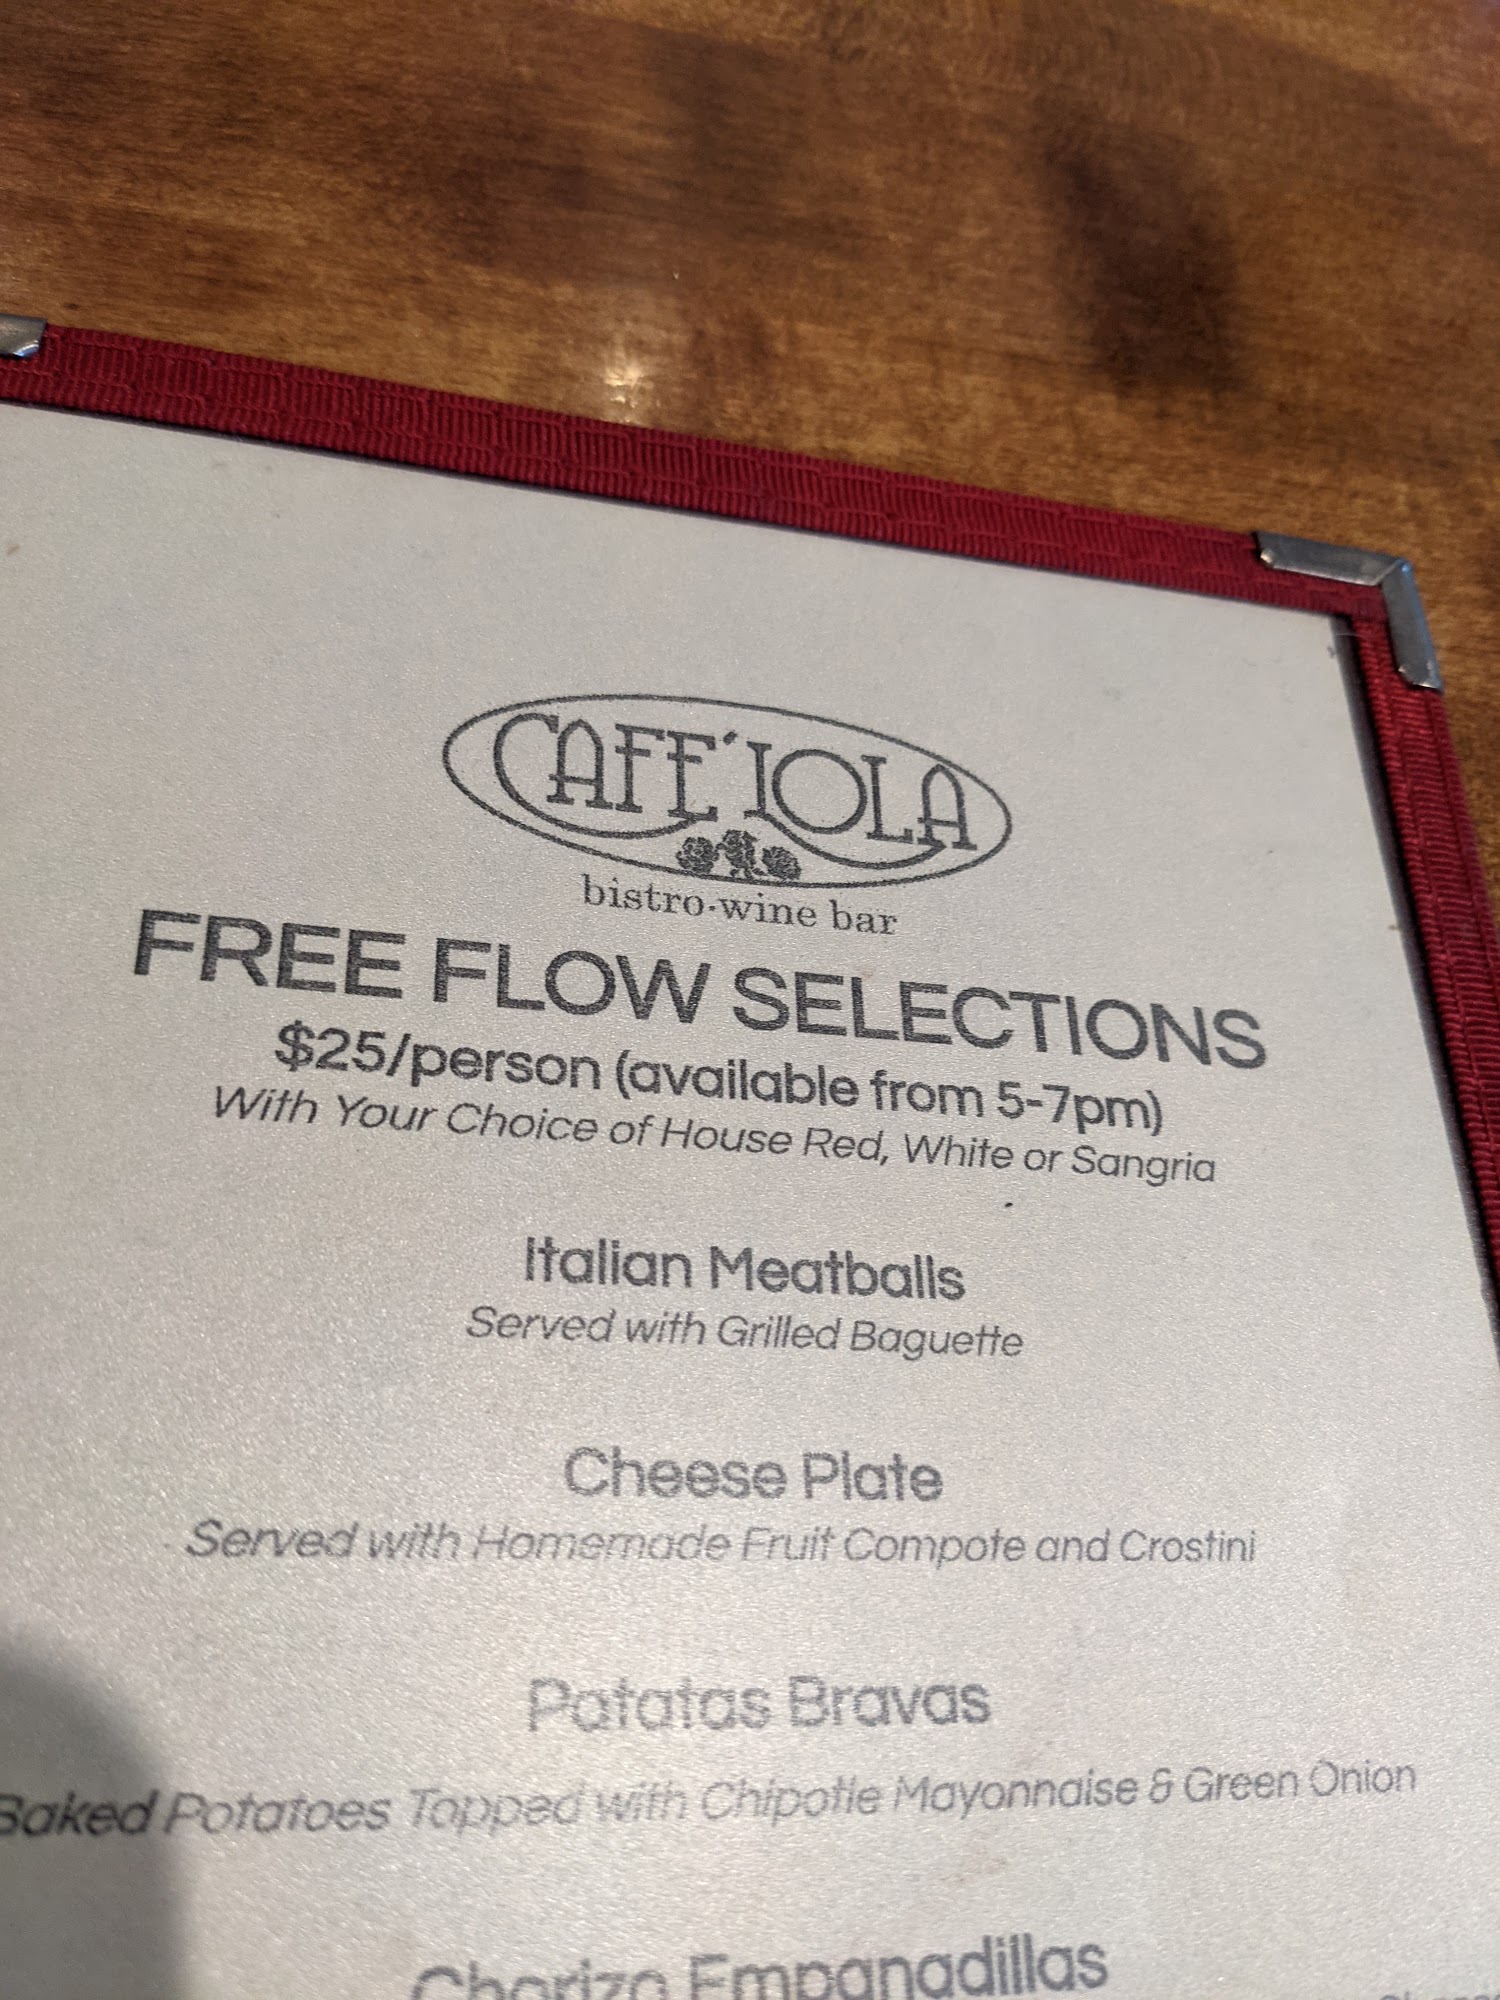 CAFE' LOLA
bistro·wine bar
FREE FLOW SELECTIONS
$25/person (available from 5-7pm)
With Your Choice of House Red, White or Sangria
Italian Meatballs
Served with Grilled Baguette
Cheese Plate
Served with Homemade Fruit Compote and Crostini
Patatas Bravas
Baked Potatoes Topped with Chipotle Mayonnaise & Green Onion
Chorizo Empanadillas